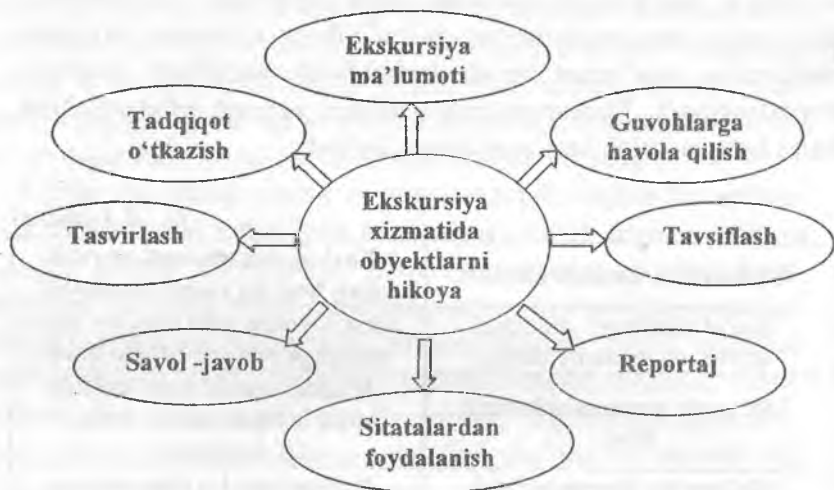 Ekskursiya
ma’lumoti
Tadqiqot
o‘tkazish
Guvohlarga
havola qilish
Ekskursiya
xizmatida
obyektlarni
hikoya
Tasvirlash
Tavsiflash
Savol -javob
Reportaj
Sitatalardan
foydalanish